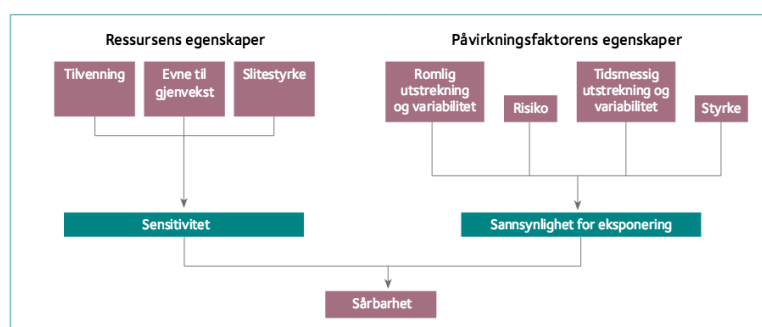 Ressursens egenskaper
Påvirkningsfaktorens egenskaper
Tilvenning
Evne til
gjenvekst
Slitestyrke
Romlig
utstrekning
og variabilitet
Risiko
Tidsmessig
utstrekning og
variabilitet
Styrke
Sensitivitet
Sannsynlighet for eksponering
Sårbarhet